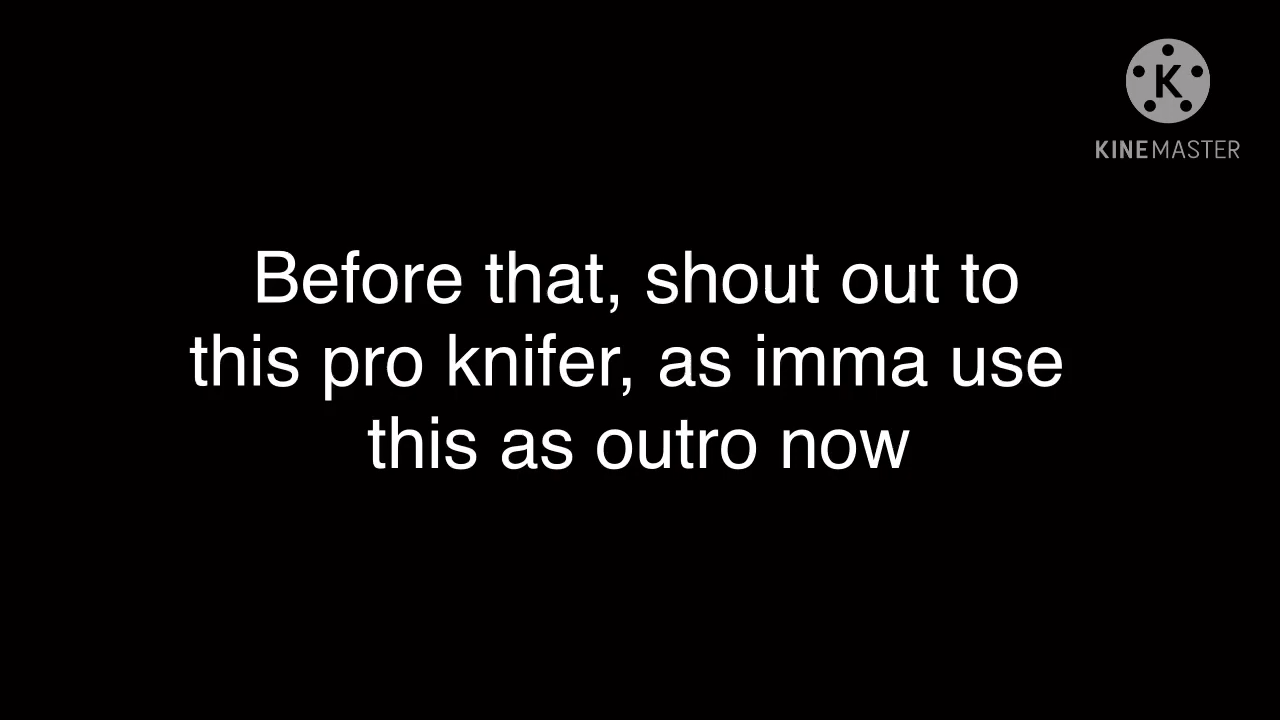 K
KINEMASTER
Before that, shout out to
this pro knifer, as imma use
this as outro now